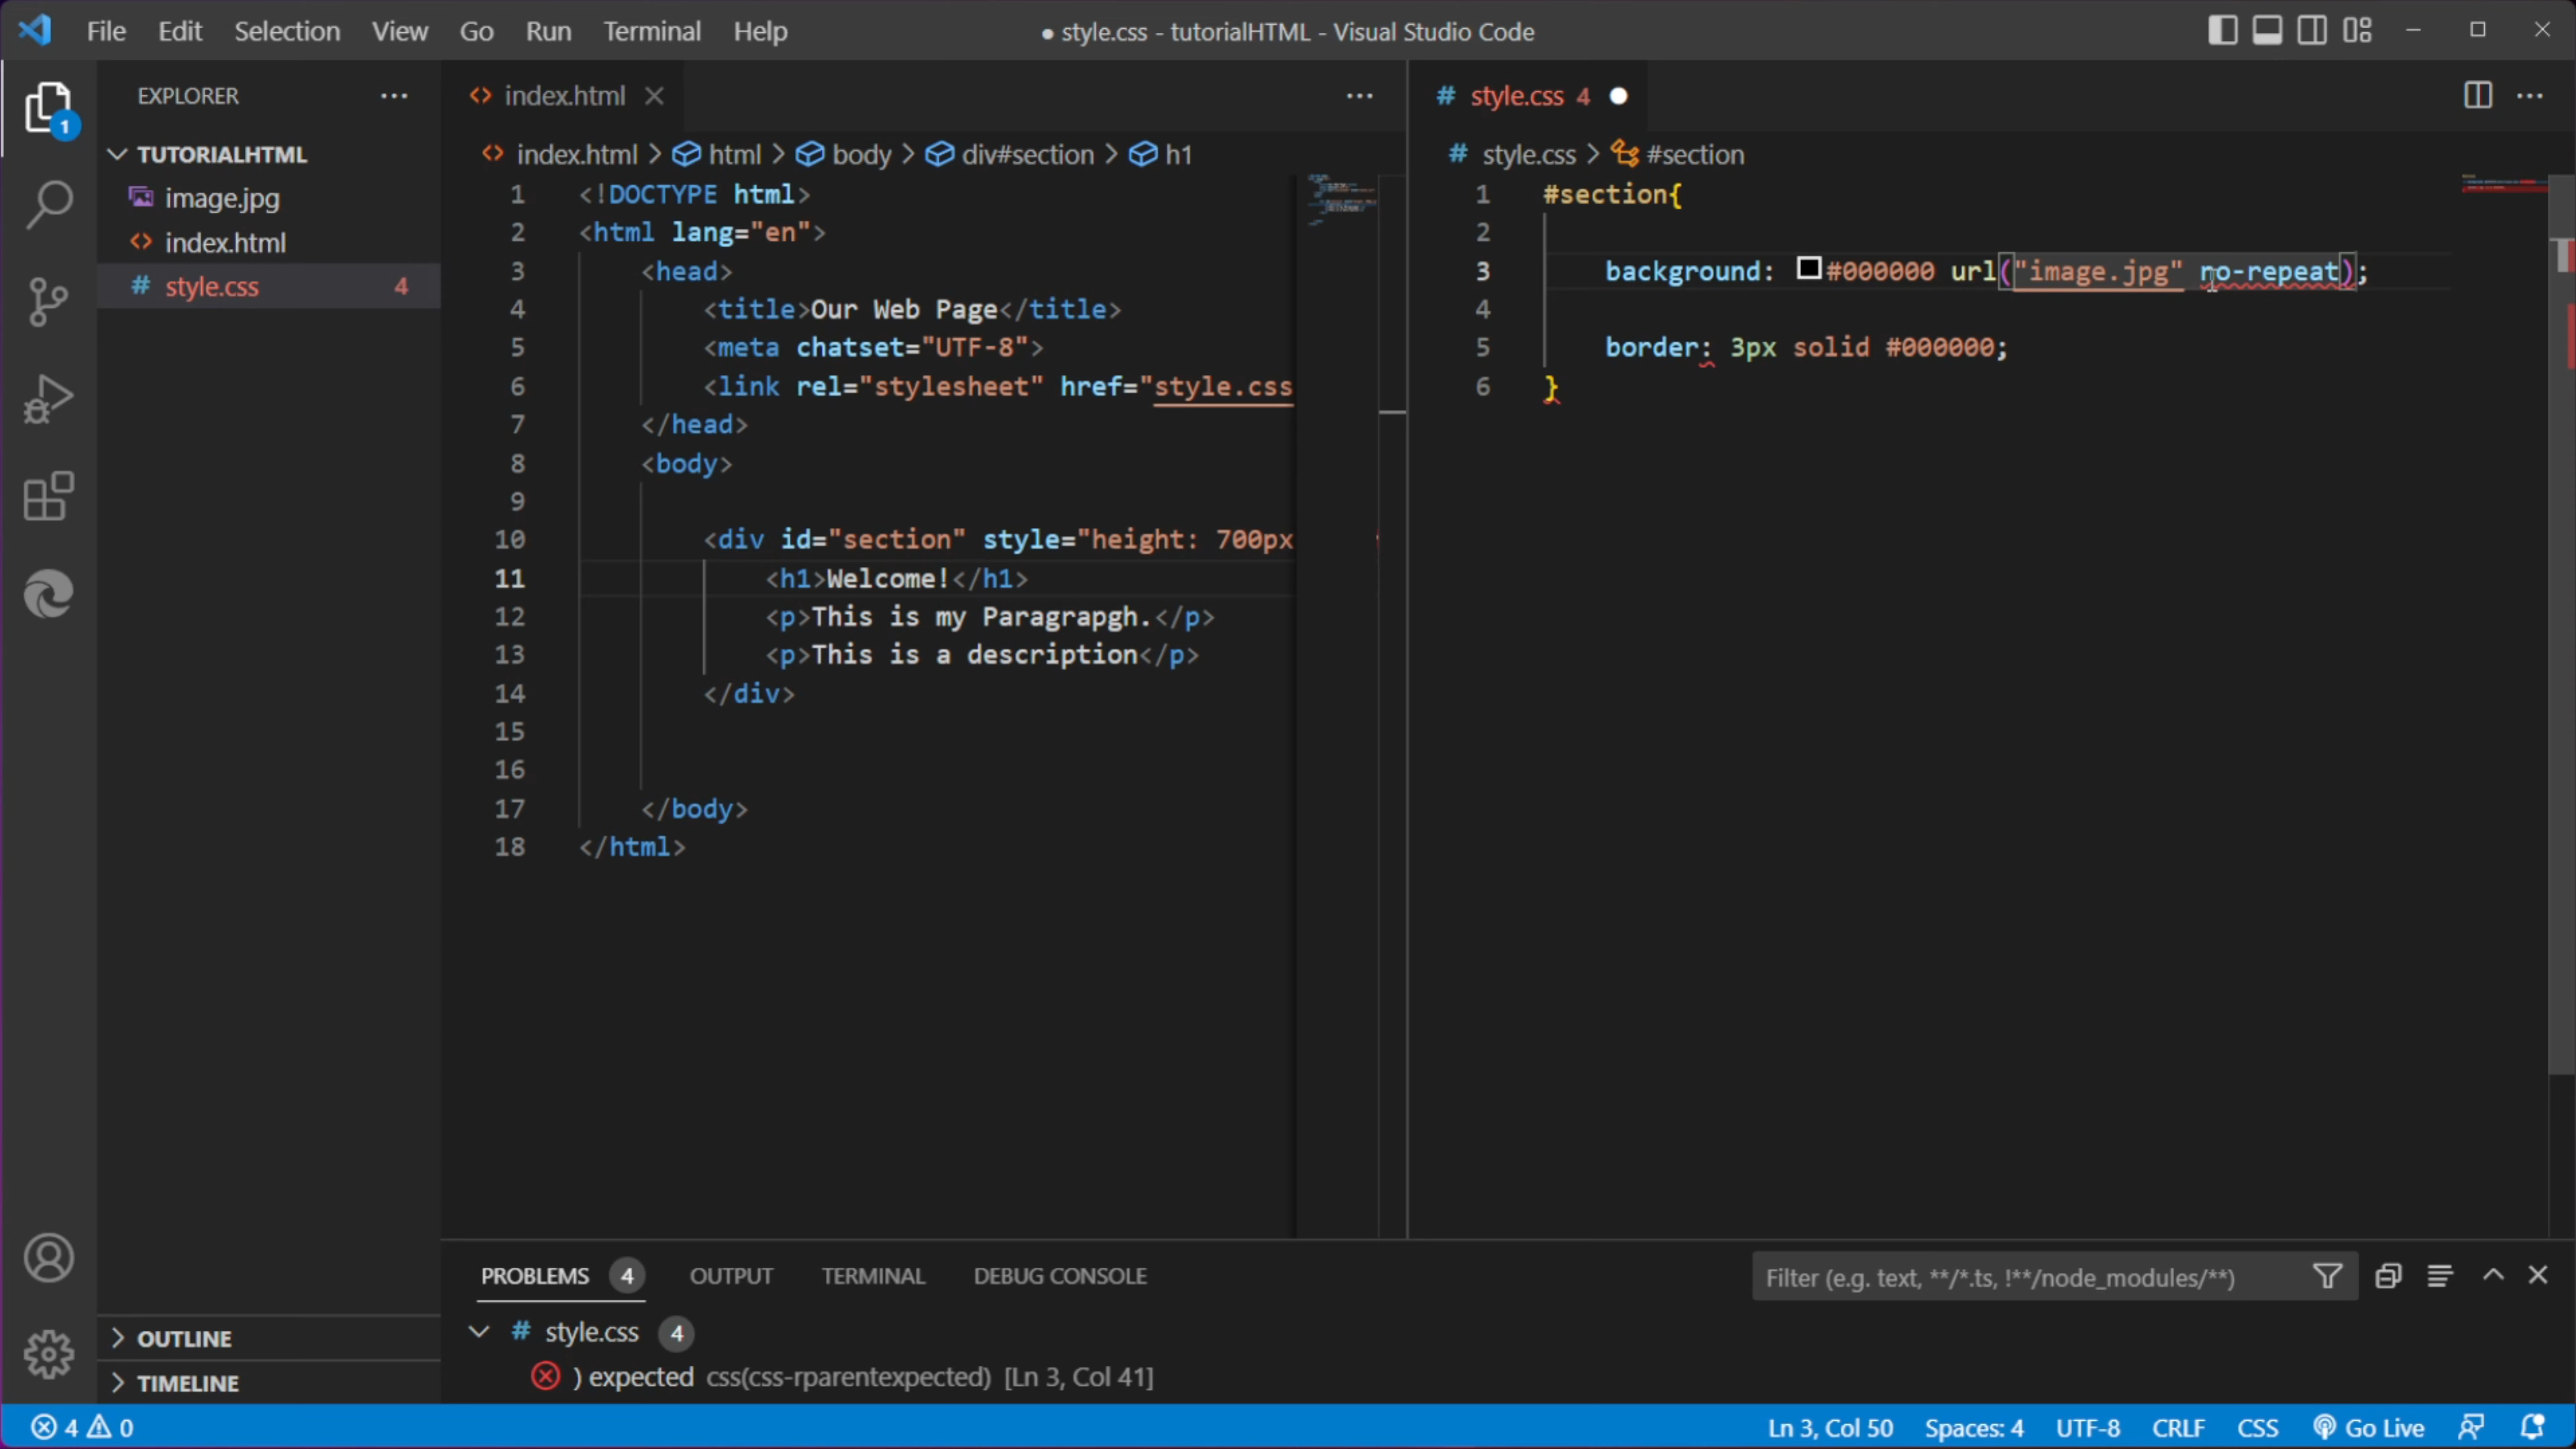 File Edit Selection View Go Run Terminal Help
● style.css - tutorialHTML - Visual Studio Code
1
EXPLORER
TUTORIALHTML
image.jpg
index.html
style.css 4
OUTLINE
TIMELINE
index.html
index.html > html > body > div#section > h1
1 <!DOCTYPE html>
2 <html lang="en">
3 <head>
4 <title>Our Web Page</title>
5 <meta chatset="UTF-8">
6 <link rel="stylesheet" href="style.css
7 </head>
8 <body>
9
10 <div id="section" style="height: 700px
11 <h1>Welcome!</h1>
12 <p>This is my Paragrapgh.</p>
13 <p>This is a description</p>
14 </div>
15
16
17 </body>
18 </html>
# style.css 4
# style.css > #section
1 #section{
2
3 background: #000000 url("image.jpg" no-repeat);
4
5 border: 3px solid #000000;
6 }
PROBLEMS 4 OUTPUT TERMINAL DEBUG CONSOLE
Filter (e.g. text, **/*.ts, !**/node_modules/**)
# style.css 4
) expected css(css-rparentexpected) [Ln 3, Col 41]
4 0
Ln 3, Col 50 Spaces: 4 UTF-8 CRLF CSS Go Live